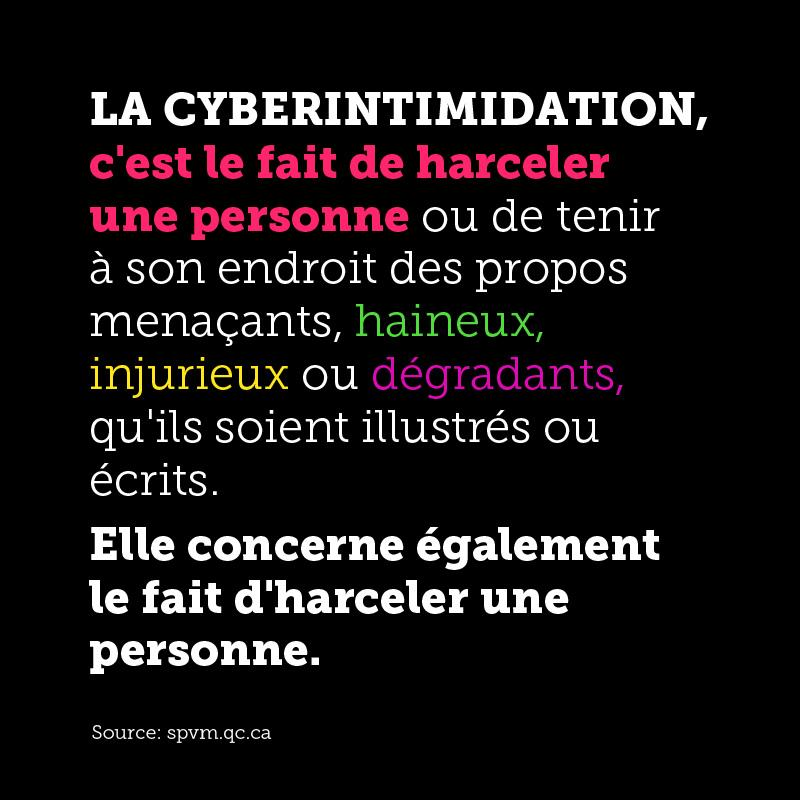 LA CYBERINTIMIDATION,
c'est le fait de harceler
une personne ou de tenir
à son endroit des propos
menaçants, haineux,
injurieux ou dégradants,
qu'ils soient illustrés ou
écrits.
Elle concerne également
le fait d'harceler une
personne.
Source: spvm.qc.ca